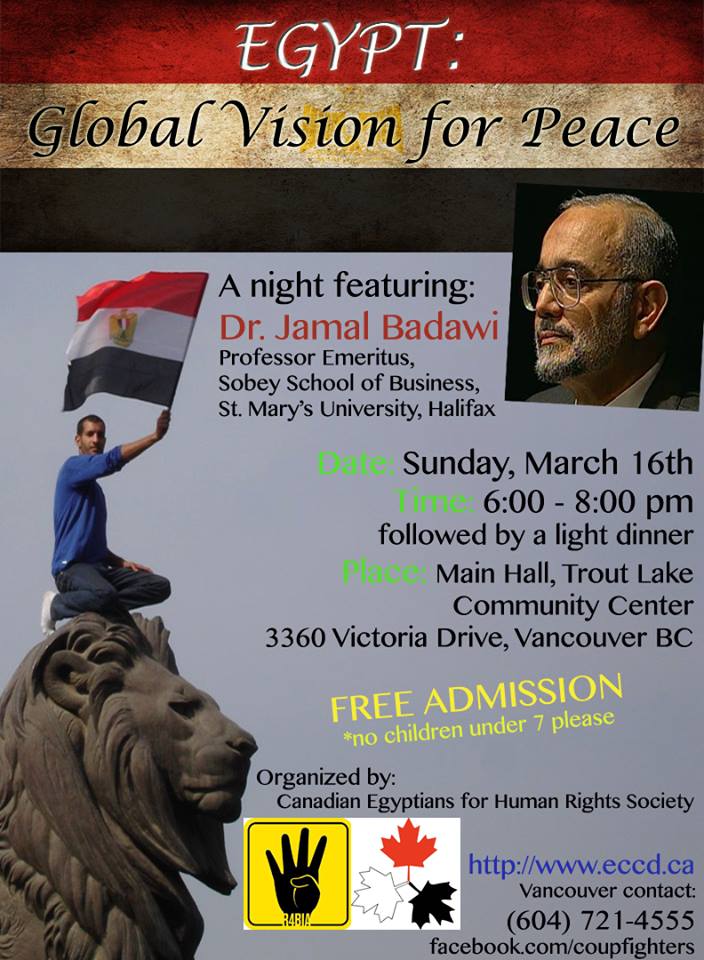 EGYPT:
Global Vision for Peace
A night featuring:
Dr. Jamal Badawi
Professor Emeritus,
Sobey School of Business,
St. Mary's University, Halifax
Date: Sunday, March 16th
Time: 6:00 - 8:00 pm
followed by a light dinner
Place: Main Hall, Trout Lake
Community Center
3360 Victoria Drive, Vancouver BC
FREE ADMISSION
*no children under 7 please
Organized by:
Canadian Egyptians for Human Rights Society
R4BIA
http://www.eccd.ca
Vancouver contact:
(604) 721-4555
facebook.com/coupfighters